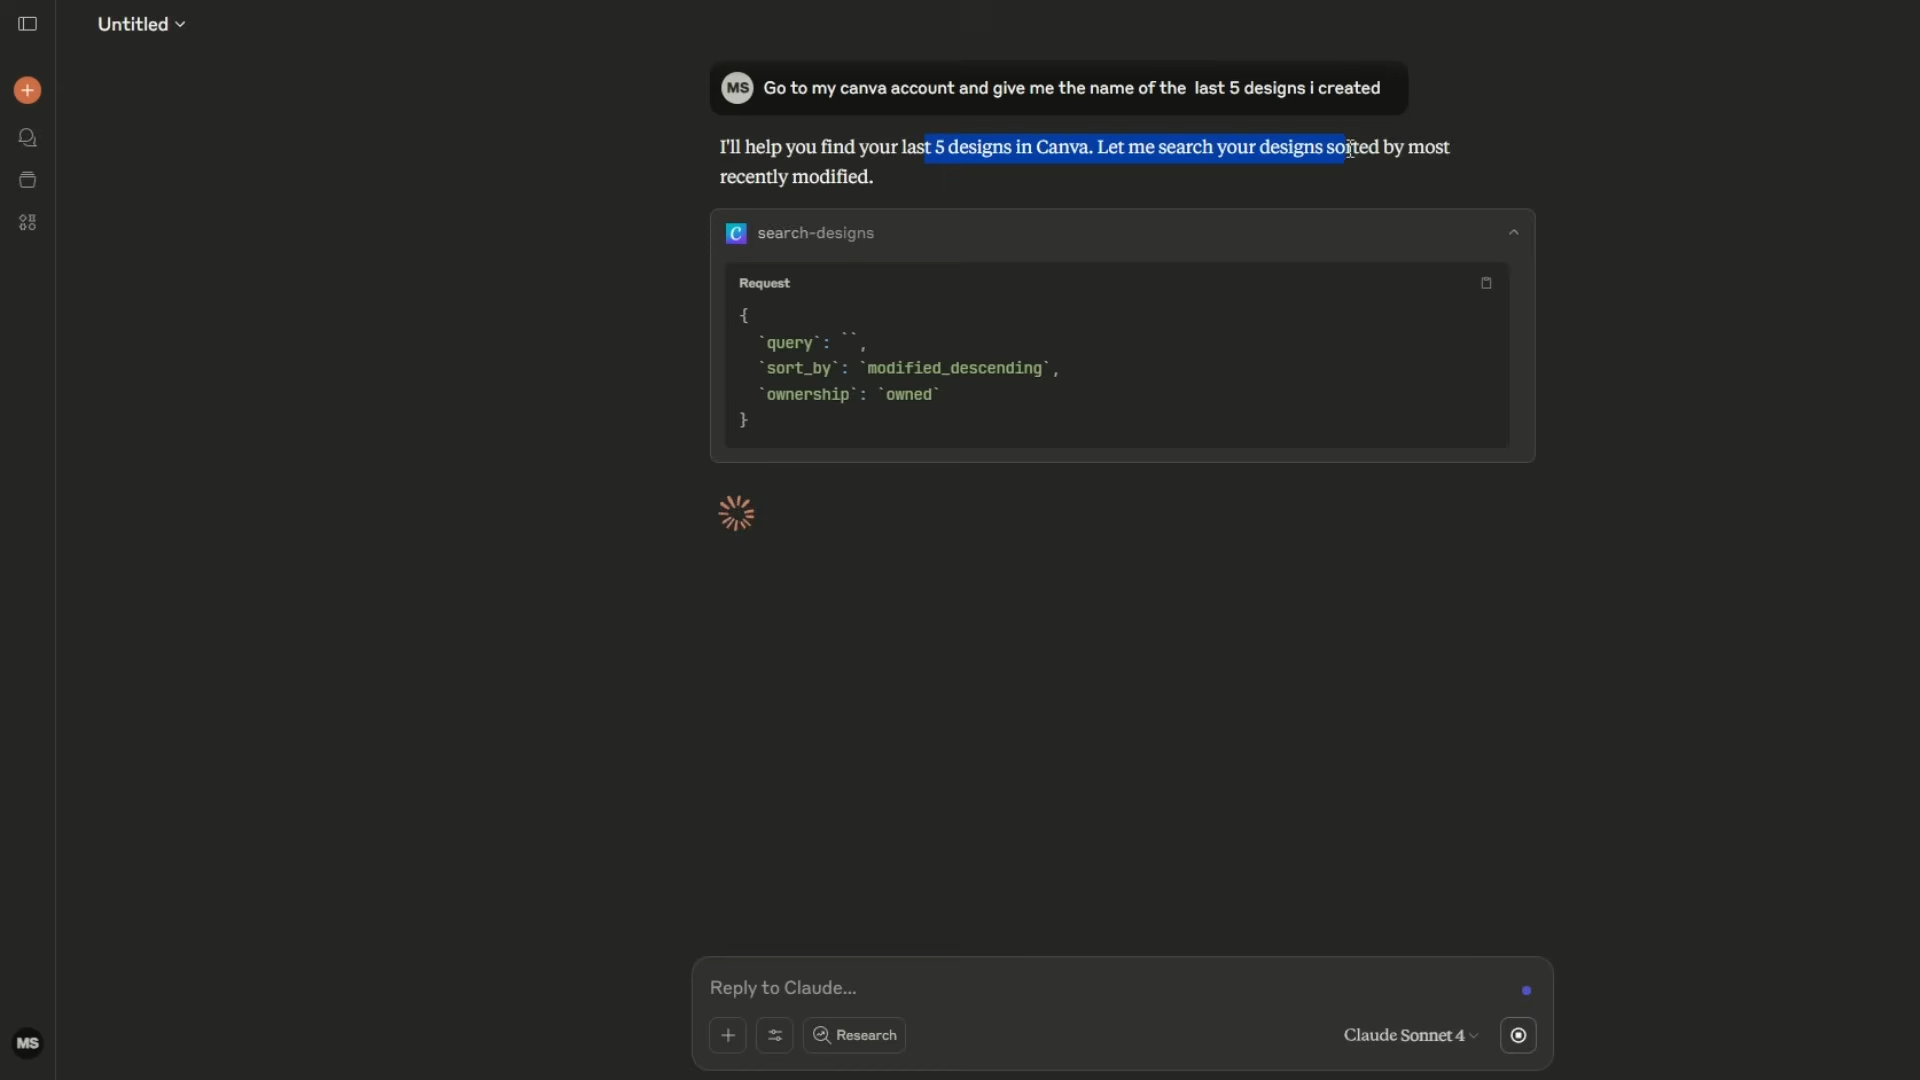 Untitled
MS Go to my canva account and give me the name of the last 5 designs i created
I'll help you find your last 5 designs in Canva. Let me search your designs sorted by most
recently modified.
C search-designs
Request
{
`query`: ``,
`sort_by`: `modified_descending`,
`ownership`: `owned`
}
Reply to Claude...
Research
Claude Sonnet 4
MS